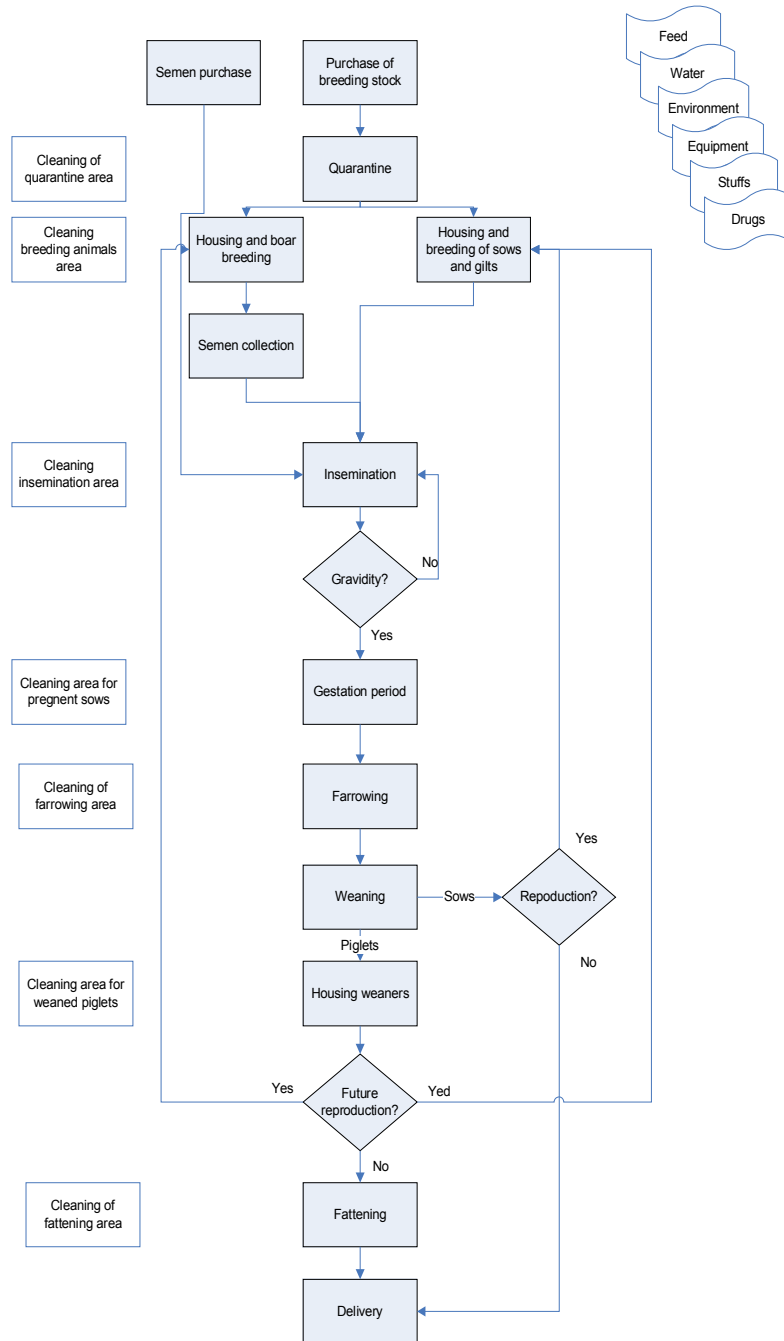 Semen purchase
Purchase of
breeding stock
Feed
Water
Environment
Equipment
Stuffs
Drugs
Cleaning of
quarantine area
Quarantine
Cleaning
breeding animals
area
Housing and boar
breeding
Housing and
breeding of sows
and gilts
Semen collection
Cleaning
insemination area
Insemination
No
Gravidity?
Yes
Cleaning area for
pregnent sows
Gestation period
Cleaning of
farrowing area
Farrowing
Yes
Weaning
Sows
Repoduction?
Piglets
No
Cleaning area for
weaned piglets
Housing weaners
Yes
Future
reproduction?
Yed
No
Cleaning of
fattening area
Fattening
Delivery